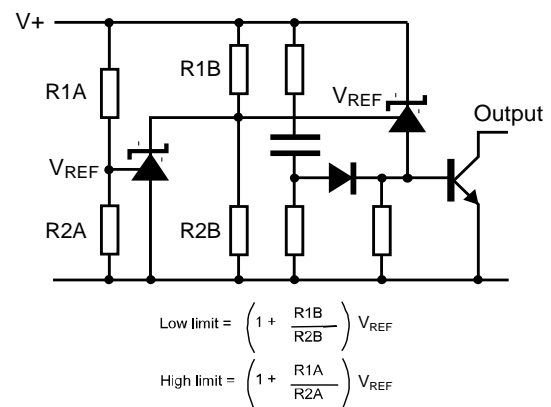 V+
R1A
R1B
VREF
Output
VREF
R2A
R2B
Low limit = ( 1 + R1B / R2B ) VREF
High limit = ( 1 + R1A / R2A ) VREF